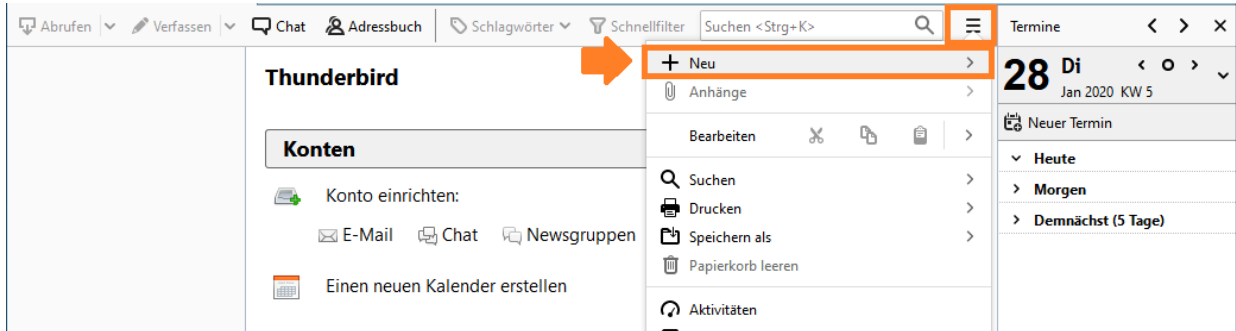 Abrufen Verfassen Chat Adressbuch Schlagwörter Schnellfilter Suchen <Strg+K>
Thunderbird
Konten
Konto einrichten:
E-Mail Chat Newsgruppen
Einen neuen Kalender erstellen
Neu
Anhänge
Bearbeiten
Suchen
Drucken
Speichern als
Papierkorb leeren
Aktivitäten
Termine
28 Di
Jan 2020 KW 5
Neuer Termin
Heute
Morgen
Demnächst (5 Tage)